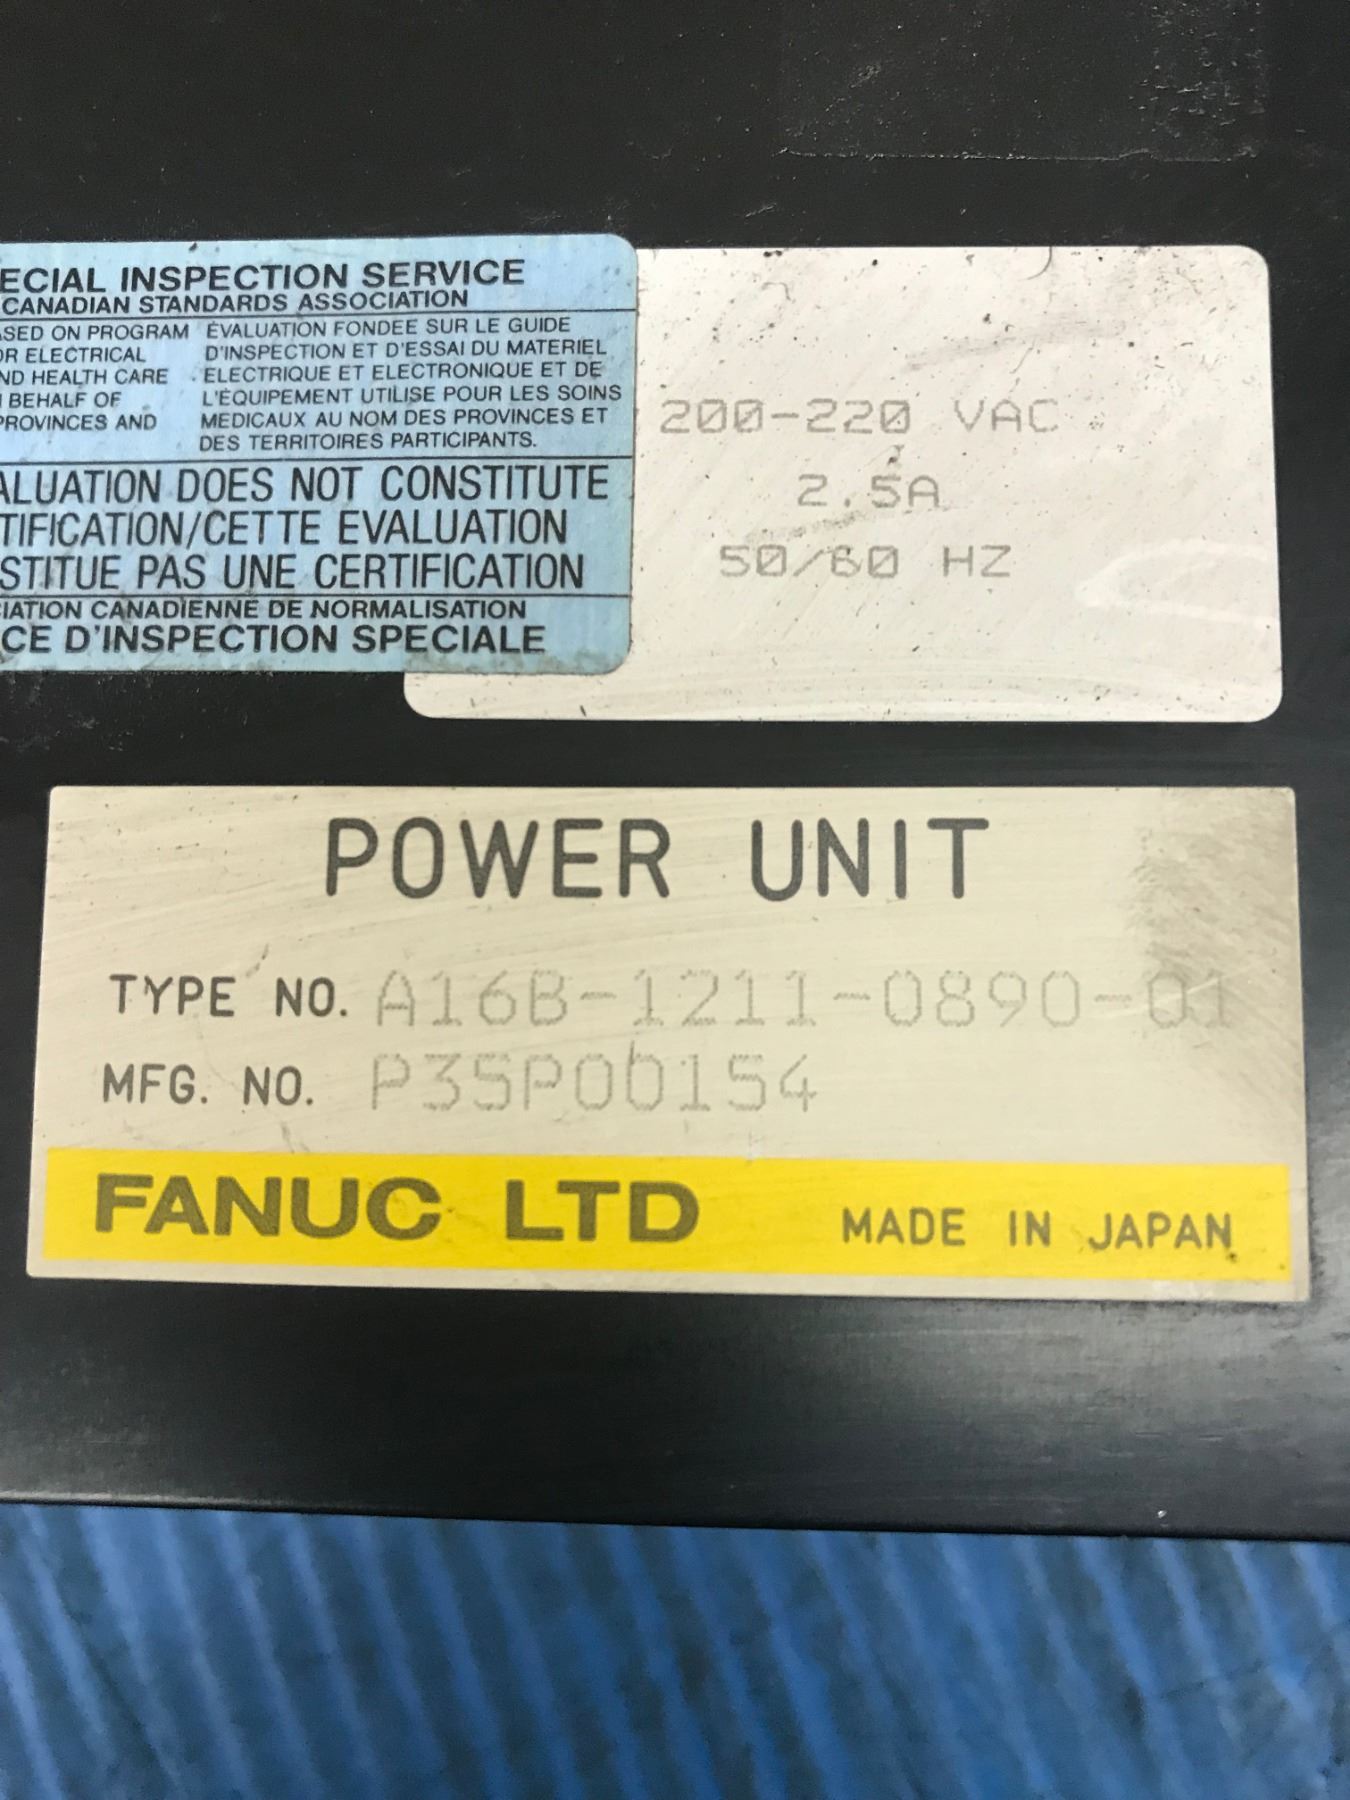 ECIAL INSPECTION SERVICE
CANADIAN STANDARDS ASSOCIATION
ASED ON PROGRAM
OR ELECTRICAL
ND HEALTH CARE
BEHALF OF
PROVINCES AND
ÉVALUATION FONDEE SUR LE GUIDE
D'INSPECTION ET D'ESSAI DU MATERIEL
ELECTRIQUE ET ELECTRONIQUE ET DE
L'ÉQUIPEMENT UTILISE POUR LES SOINS
MEDICAUX AU NOM DES PROVINCES ET
DES TERRITOIRES PARTICIPANTS.
ALUATION DOES NOT CONSTITUTE
TIFICATION/CETTE EVALUATION
STITUE PAS UNE CERTIFICATION
IATION CANADIENNE DE NORMALISATION
CE D'INSPECTION SPECIALE
200-220 VAC
2.5A
50/60 HZ
POWER UNIT
TYPE NO. A16B-1211-0890-01
MFG. NO. P35P00154
FANUC LTD MADE IN JAPAN